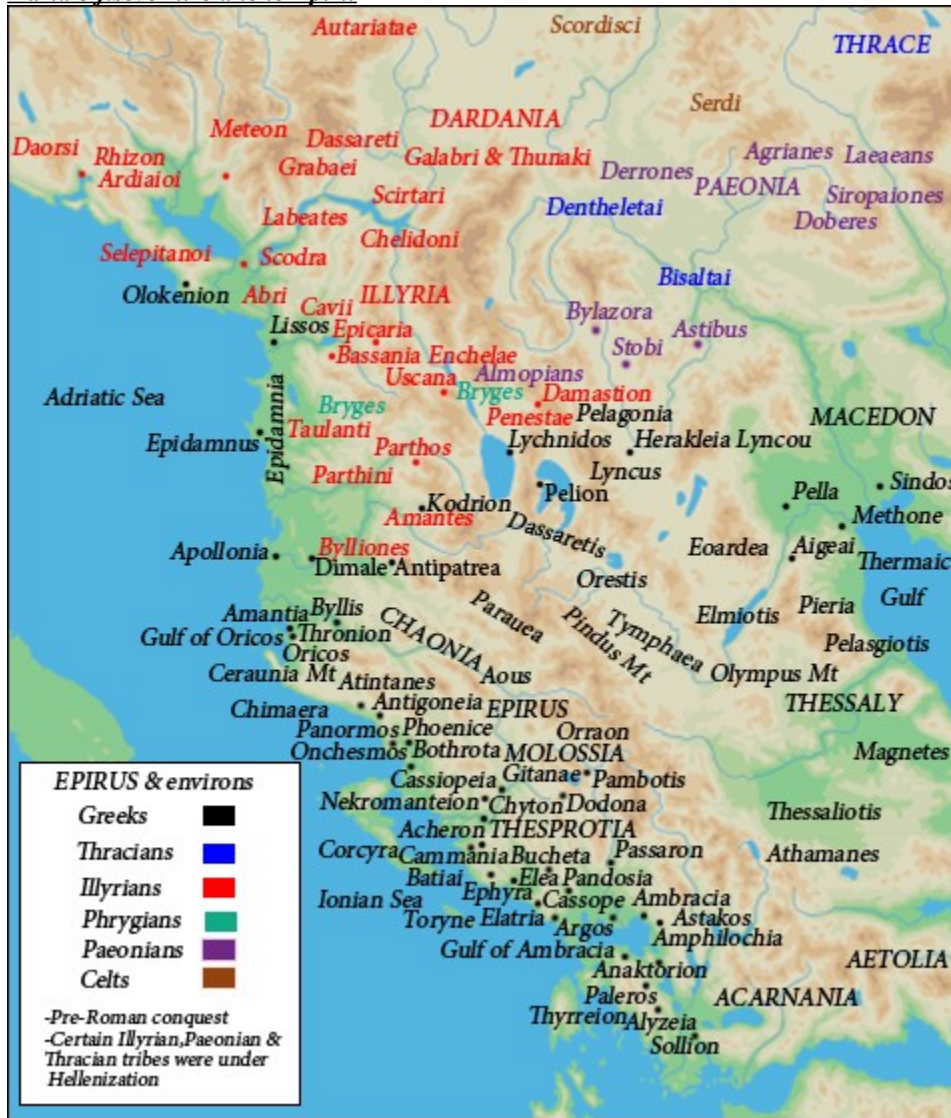 Autariatae
Scordisci
THRACE
Serdi
Meteon
DARDANIA
Daorsi
Rhizon
Dassareti
Agrianes
Laeaeans
Ardiaioi
Grabaei
Galabri & Thunaki
Derrones
PAEONIA
Scirtari
Siropaiones
Labeates
Dentheletai
Doberes
Chelidoni
Selepitanoi
Scodra
Bisaltai
Olokenion
Abri
ILLYRIA
Cavii
Bylazora
Lissos
Epicaria
Astibus
Bassania
Enchelae
Stobi
Uscana
Almopians
Adriatic Sea
Bryges
Bryges
Damastion
Penestae
Pelagonia
MACEDON
Epidamnia
Taulanti
Epidamnus
Parthos
Lychnidos
Herakleia Lyncou
Parthini
Lyncus
Sindos
Pelion
Pella
Kodrion
Amantes
Methone
Dassaretis
Apollonia
Bylliones
Eoardea
Aigeai
Dimale
Antipatrea
Thermaic
Orestis
Gulf
Amantia
Byllis
Parauea
Tymphaea
Elmiotis
Pieria
Gulf of Oricos
Thronion
CHAONIA
Pindus Mt
Pelasgiotis
Oricos
Ceraunia Mt
Aous
Olympus Mt
Atintanes
Chimaera
Antigoneia
EPIRUS
THESSALY
Panormos
Phoenice
Orraon
Onchesmos
Bothrota
MOLOSSIA
Magnetes
Cassiopeia
Gitanae
Pambotis
Nekromanteion
Chyton
Dodona
Thessaliotis
Acheron
THESPROTIA
Corcyra
Cammania
Bucheta
Passaron
Athamanes
Batiai
Elea
Pandosia
Ionian Sea
Ephyra
Cassope
Ambracia
Toryne
Elatria
Argos
Astakos
Amphilochia
Gulf of Ambracia
AETOLIA
Anaktorion
Paleros
ACARNANIA
Thyrreion
Alyzeia
Sollion
EPIRUS & environs
Greeks
Thracians
Illyrians
Phrygians
Paeonians
Celts
-Pre-Roman conquest
-Certain Illyrian,Paeonian &
Thracian tribes were under
Hellenization